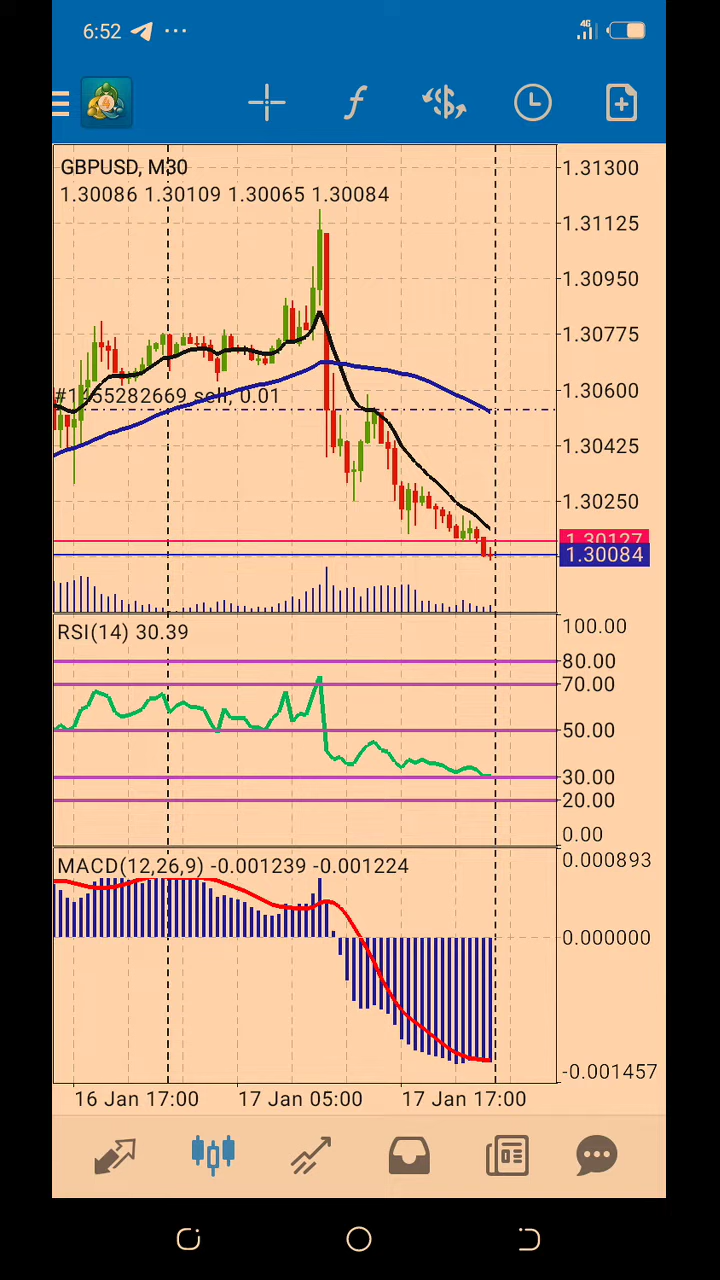 6:52
4G
GBPUSD, M30
1.30086 1.30109 1.30065 1.30084
1.31300
1.31125
1.30950
1.30775
1.30600
#1455282669 sell, 0.01
1.30425
1.30250
1.30127
1.30084
RSI(14) 30.39
100.00
80.00
70.00
50.00
30.00
20.00
0.00
MACD(12,26,9) -0.001239 -0.001224
0.000893
0.000000
-0.001457
16 Jan 17:00
17 Jan 05:00
17 Jan 17:00